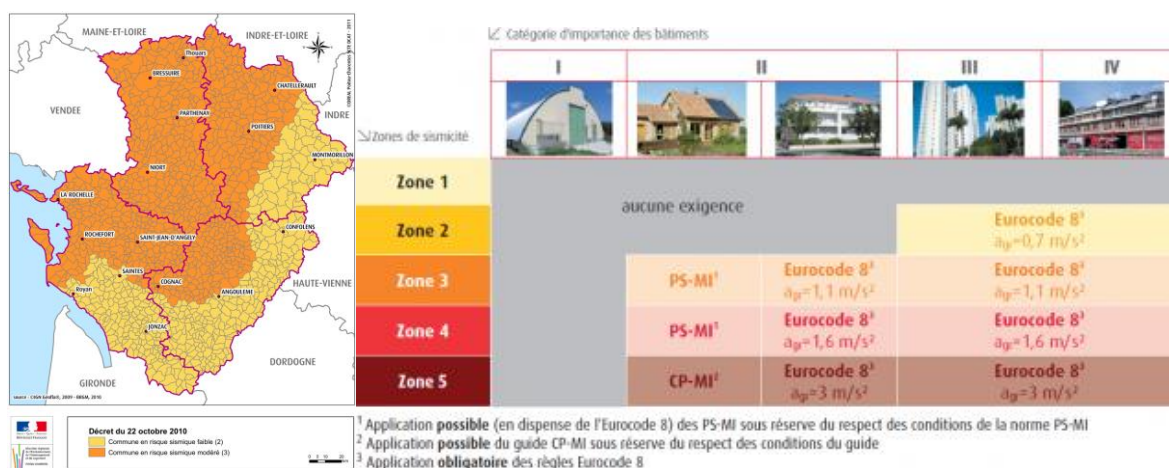 MAINE-ET-LOIRE
INDRE-ET-LOIRE
Thouars
BRESSUIRE
CHATELLERAULT
VENDEE
PARTHENAY
INDRE
POITIERS
MONTMORILLON
NIORT
LA ROCHELLE
ROCHEFORT
SAINT-JEAN-D'ANGELY
CONFOLENS
SAINTES
COGNAC
HAUTE-VIENNE
Royan
ANGOULEME
JONZAC
DORDOGNE
GIRONDE
Décret du 22 octobre 2010
Commune en risque sismique faible (2)
Commune en risque sismique modéré (3)
Catégorie d'importance des bâtiments
I II III IV
Zones de sismicité
Zone 1
aucune exigence
Zone 2 Eurocode 8³
agr=0,7 m/s²
Zone 3 PS-MI¹ Eurocode 8³ Eurocode 8³
agr=1,1 m/s² agr=1,1 m/s²
Zone 4 PS-MI¹ Eurocode 8³ Eurocode 8³
agr=1,6 m/s² agr=1,6 m/s²
Zone 5 CP-MI² Eurocode 8³ Eurocode 8³
agr=3 m/s² agr=3 m/s²
¹ Application possible (en dispense de l'Eurocode 8) des PS-MI sous réserve du respect des conditions de la norme PS-MI
² Application possible du guide CP-MI sous réserve du respect des conditions du guide
³ Application obligatoire des règles Eurocode 8